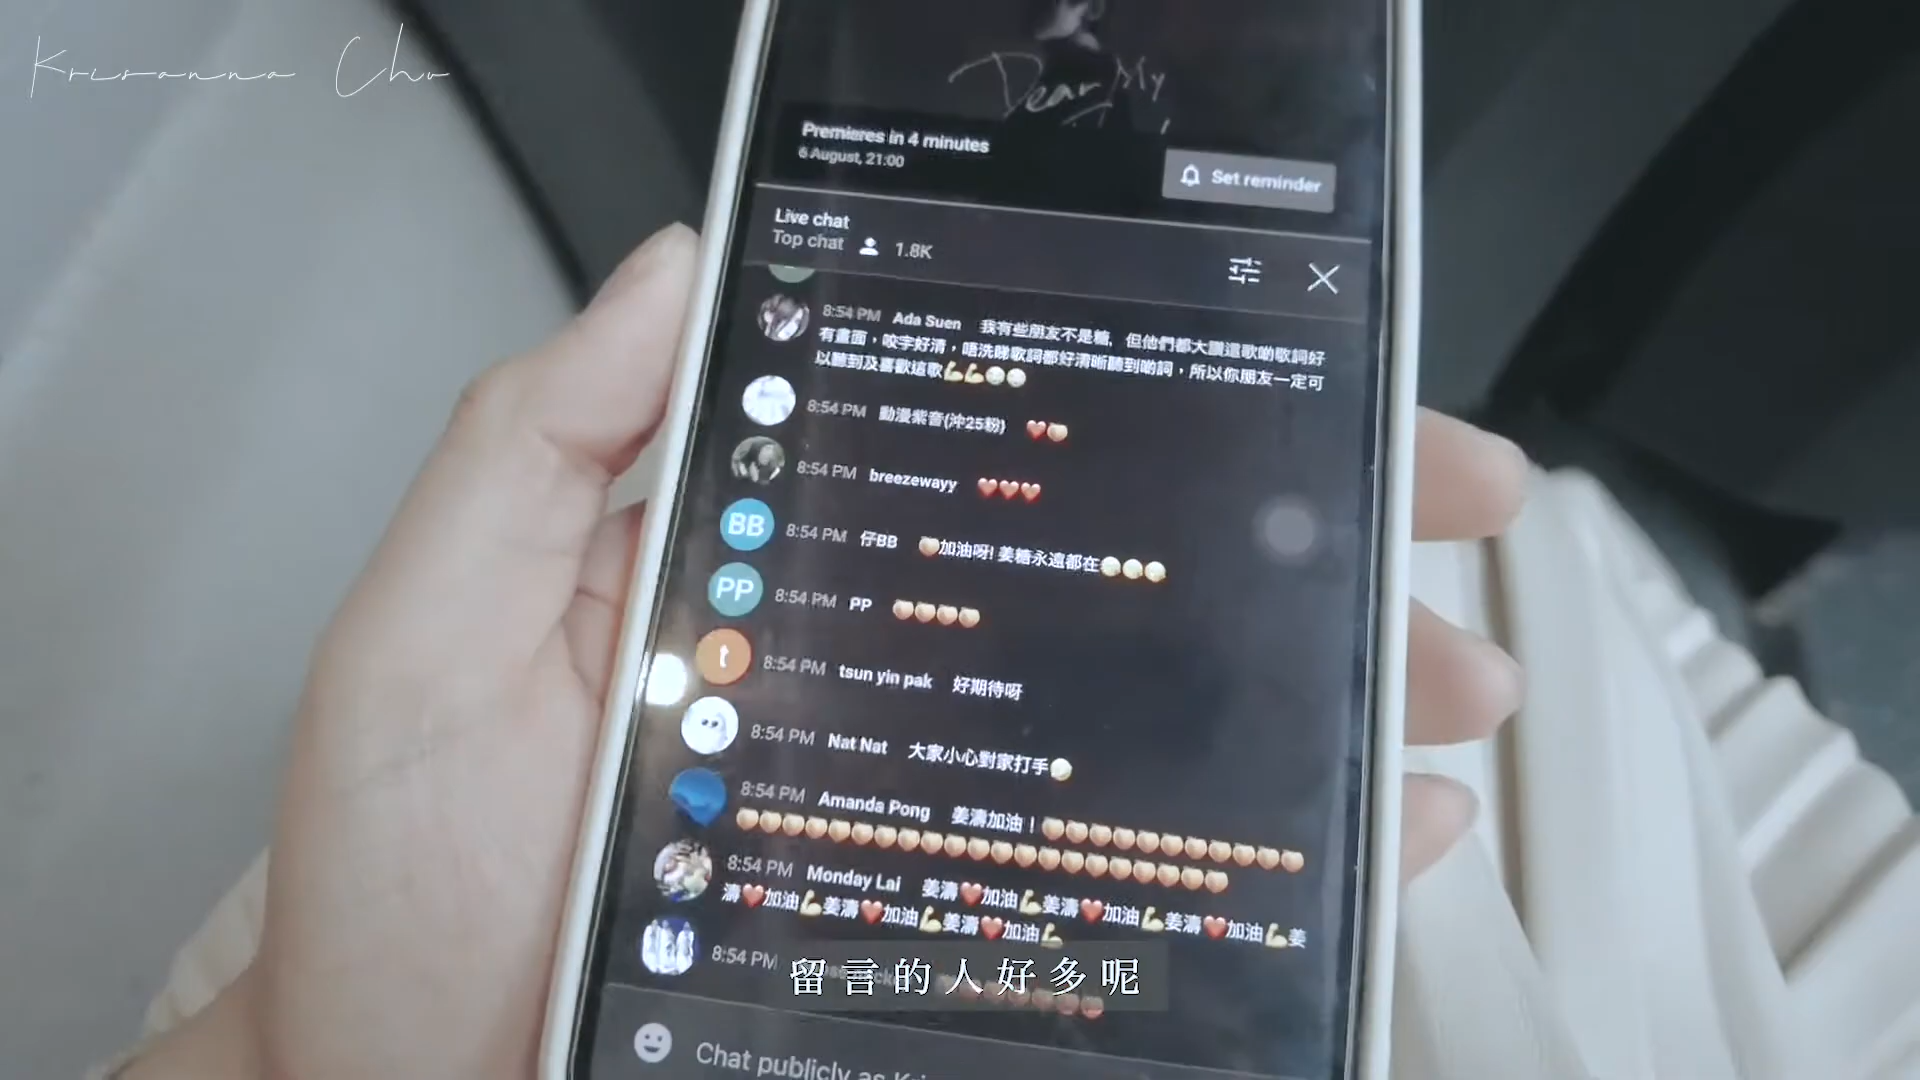 Krisanna Chu
Dear My,
Premieres in 4 minutes
6 August, 21:00
Set reminder
Live chat
Top chat 1.8K
8:54 PM Ada Suen 我有些朋友不是糖，但他們都大讚這歌啲歌詞好
有畫面，咬字好清，唔洗睇歌詞都好清晰聽到啲詞，所以你朋友一定可
以聽到及喜歡這歌💪💪
8:54 PM 動漫紫音(沖25粉) ❤️🍑
8:54 PM breezewayy ❤️❤️❤️
BB 8:54 PM 仔BB 🍑加油呀! 姜糖永遠都在
PP 8:54 PM PP 🍑🍑🍑🍑
t 8:54 PM tsun yin pak 好期待呀
8:54 PM Nat Nat 大家小心對家打手
8:54 PM Amanda Pong 姜濤加油！🍑🍑🍑🍑🍑🍑🍑🍑🍑🍑🍑
🍑🍑🍑🍑🍑🍑🍑🍑🍑🍑🍑🍑🍑🍑🍑🍑🍑🍑🍑🍑🍑
8:54 PM Monday Lai 姜濤❤️加油💪姜濤❤️加油💪姜濤❤️加油💪姜
濤❤️加油💪姜濤❤️加油💪姜濤❤️加油💪
8:54 PM
留言的人好多呢
Chat publicly as